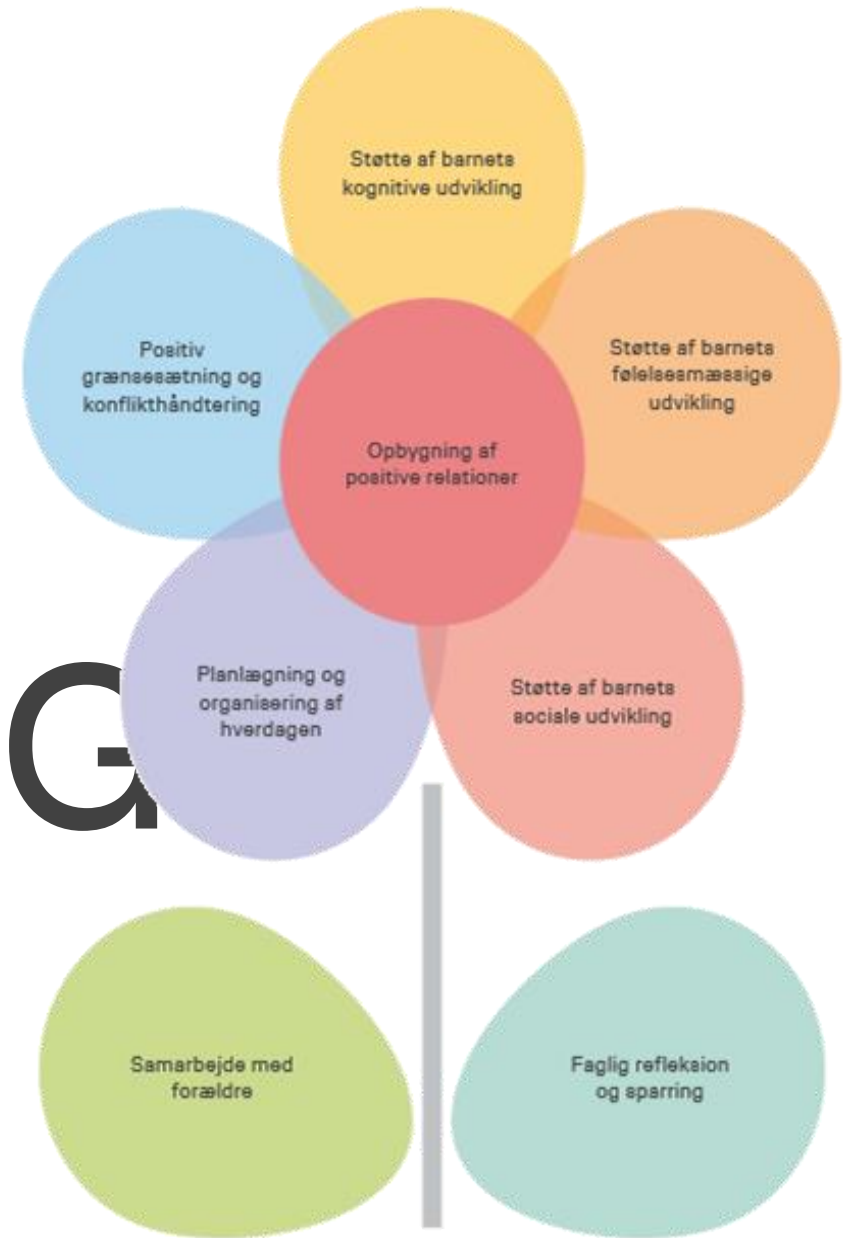 Støtte af barnets
kognitive udvikling
Positiv
grænsesætning og
konflikthåndtering
Støtte af barnets
følelsesmæssige
udvikling
Opbygning af
positive relationer
Planlægning og
organisering af
hverdagen
Støtte af barnets
sociale udvikling
G
Samarbejde med
forældre
Faglig refleksion
og sparring